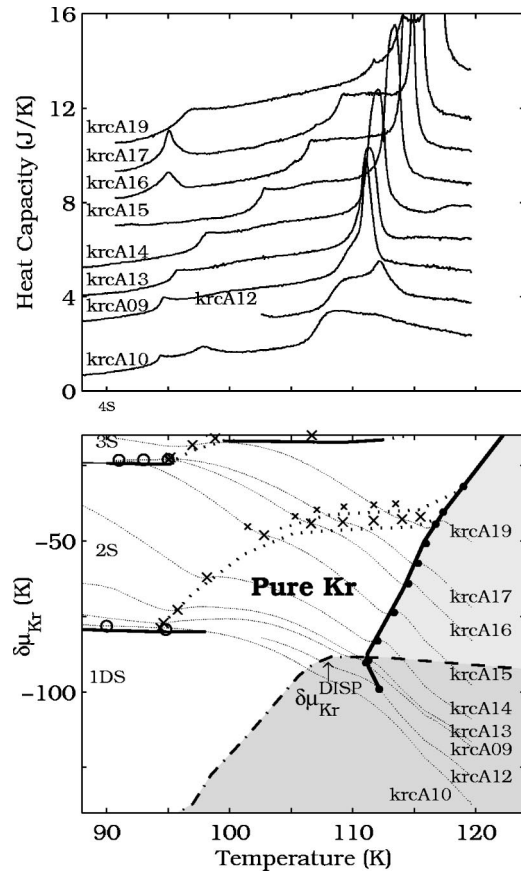 16
12
8
4
0
Heat Capacity (J/K)
krcA19
krcA17
krcA16
krcA15
krcA14
krcA13
krcA09
krcA12
krcA10
4S
3S
2S
1DS
−50
−100
δμKr (K)
Pure Kr
δμKr DISP
krcA19
krcA17
krcA16
krcA15
krcA14
krcA13
krcA09
krcA12
krcA10
90 100 110 120
Temperature (K)